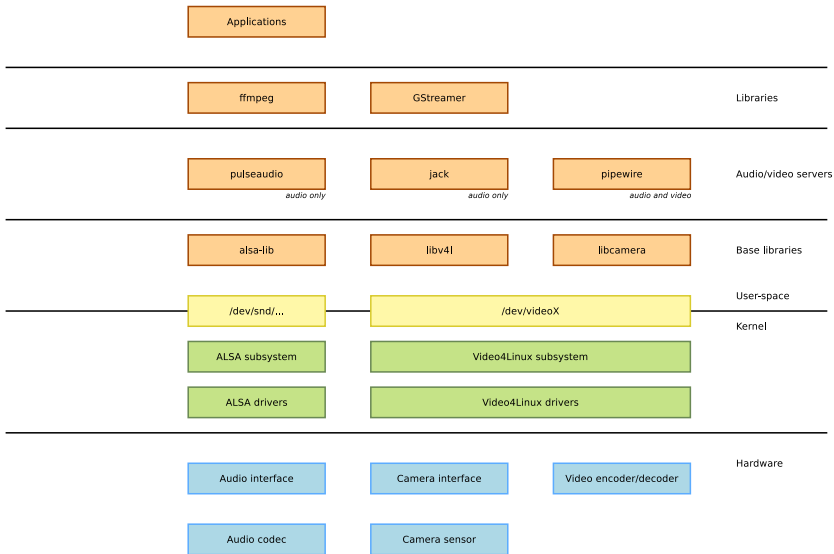 Applications
ffmpeg
GStreamer
Libraries
pulseaudio
jack
pipewire
Audio/video servers
audio only
audio only
audio and video
alsa-lib
libv4l
libcamera
Base libraries
User-space
/dev/snd/...
/dev/videoX
Kernel
ALSA subsystem
Video4Linux subsystem
ALSA drivers
Video4Linux drivers
Hardware
Audio interface
Camera interface
Video encoder/decoder
Audio codec
Camera sensor